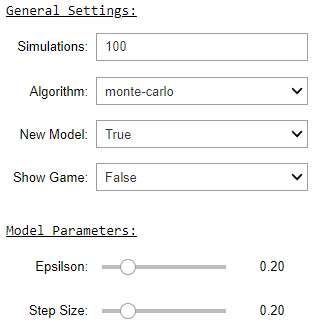 General Settings:
Simulations: 100
Algorithm: monte-carlo
New Model: True
Show Game: False
Model Parameters:
Epsilson: 0.20
Step Size: 0.20